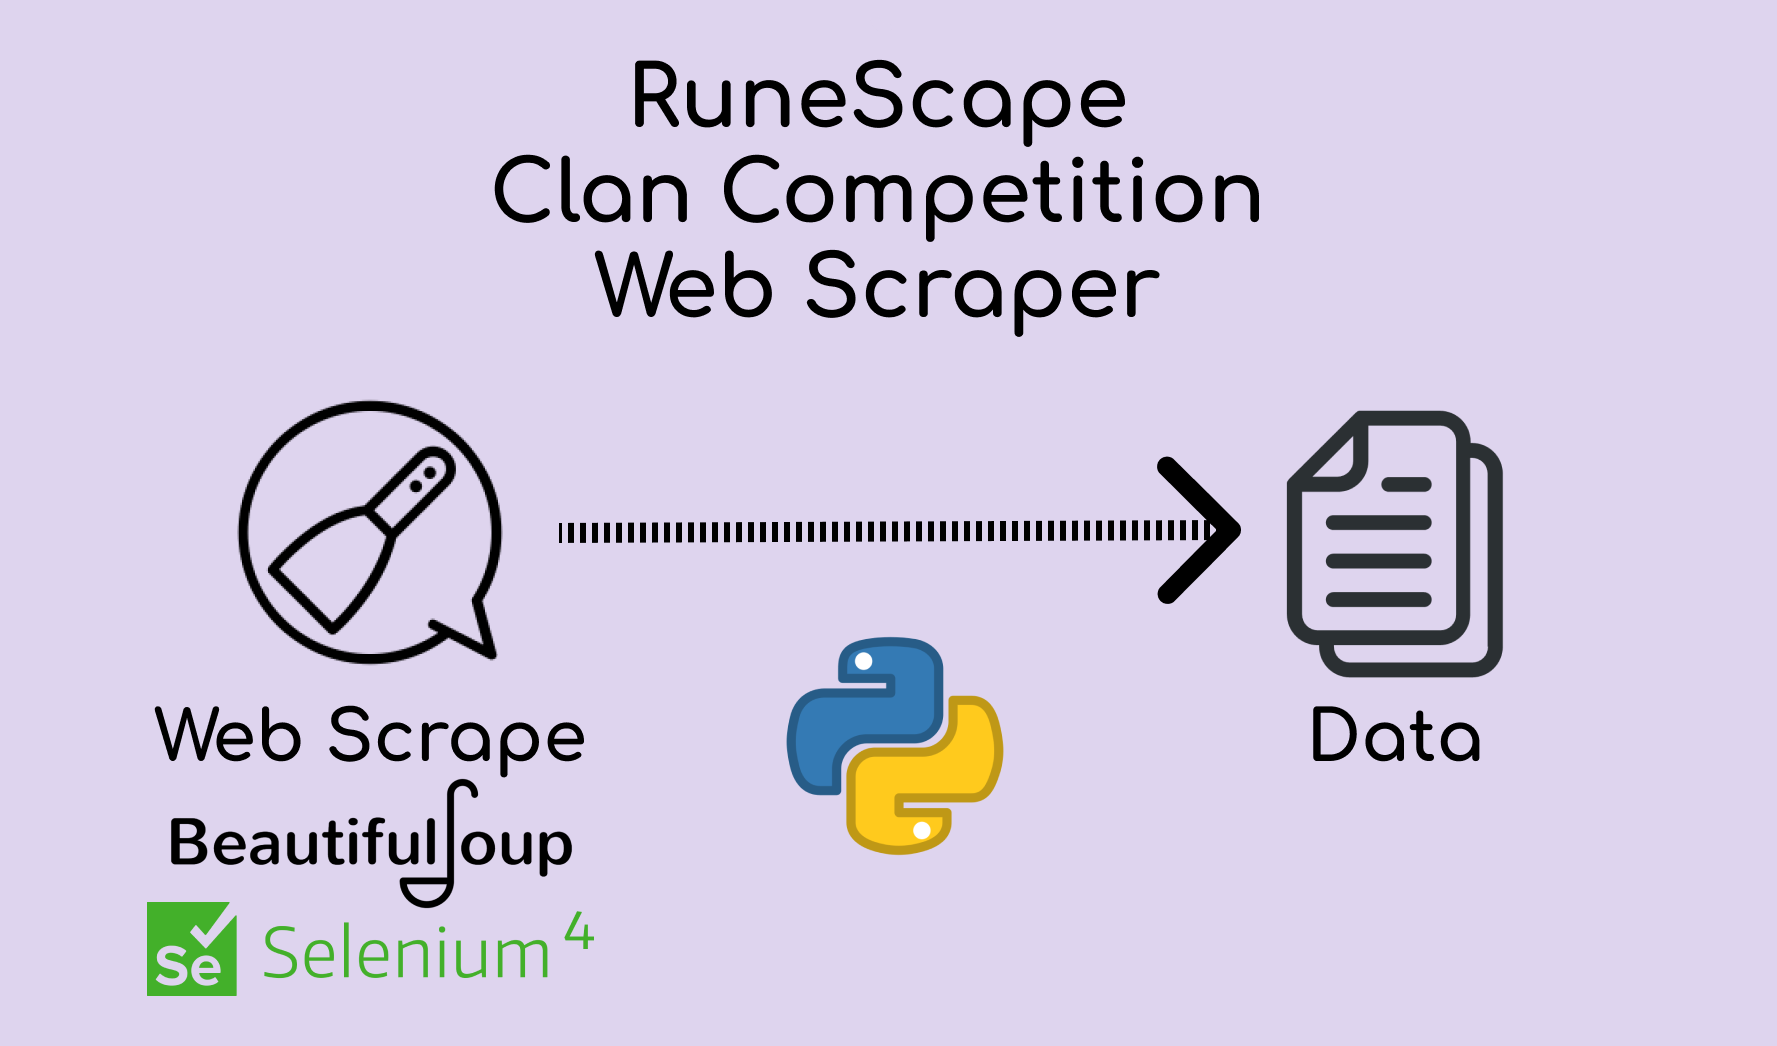 RuneScape
Clan Competition
Web Scraper
Web Scrape
BeautifulSoup
Se Selenium 4
Data